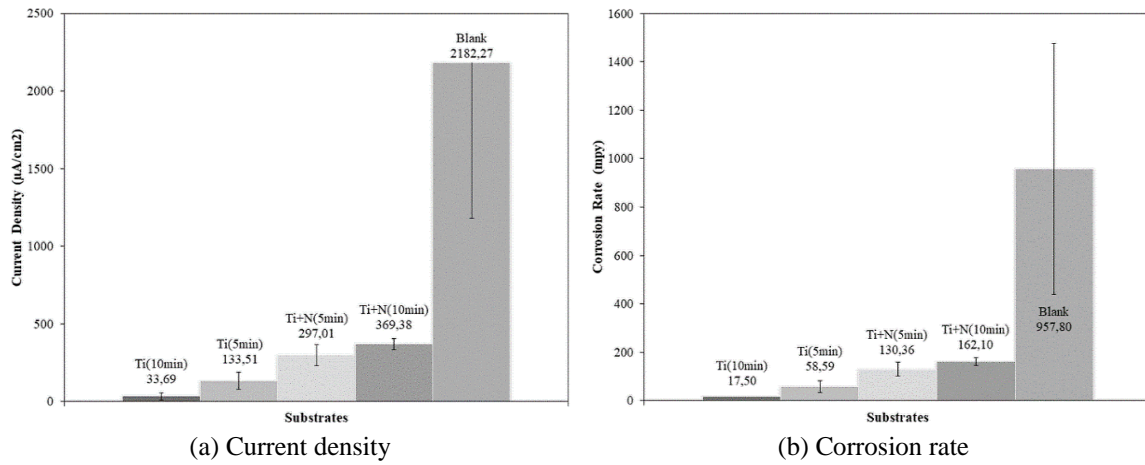 2500
2000
1500
1000
500
0
Current Density (µA/cm2)
Ti(10min)
33,69
Ti(5min)
133,51
Ti+N(5min)
297,01
Ti+N(10min)
369,38
Blank
2182,27
Substrates
(a) Current density
1600
1400
1200
1000
800
600
400
200
0
Corrosion Rate (mpy)
Ti(10min)
17,50
Ti(5min)
58,59
Ti+N(5min)
130,36
Ti+N(10min)
162,10
Blank
957,80
Substrates
(b) Corrosion rate